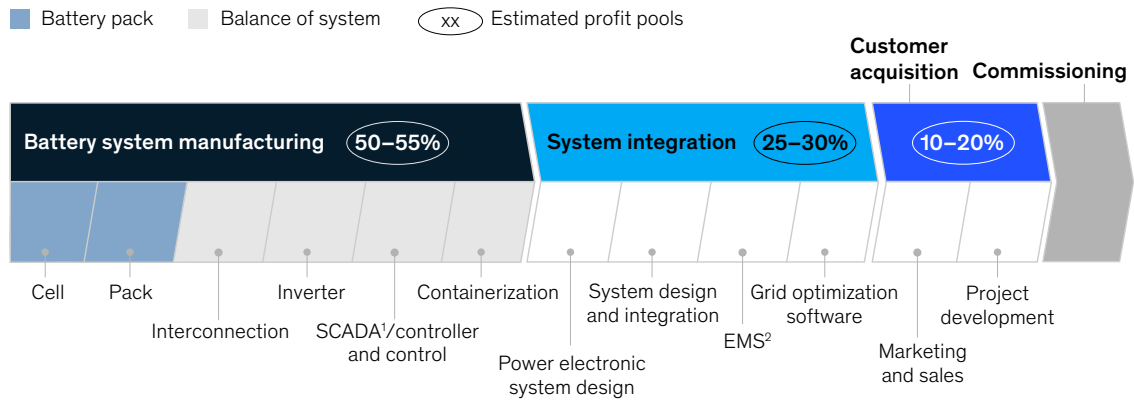 Battery pack
Balance of system
xx
Estimated profit pools
Customer
acquisition
Commissioning
Battery system manufacturing
50–55%
System integration
25–30%
10–20%
Cell
Pack
Interconnection
Inverter
SCADA¹/controller
and control
Containerization
Power electronic
system design
System design
and integration
EMS²
Grid optimization
software
Marketing
and sales
Project
development